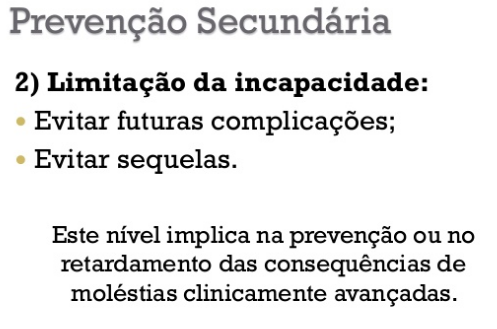 Prevenção Secundária
2) Limitação da incapacidade:
• Evitar futuras complicações;
• Evitar sequelas.
Este nível implica na prevenção ou no
retardamento das consequências de
moléstias clinicamente avançadas.